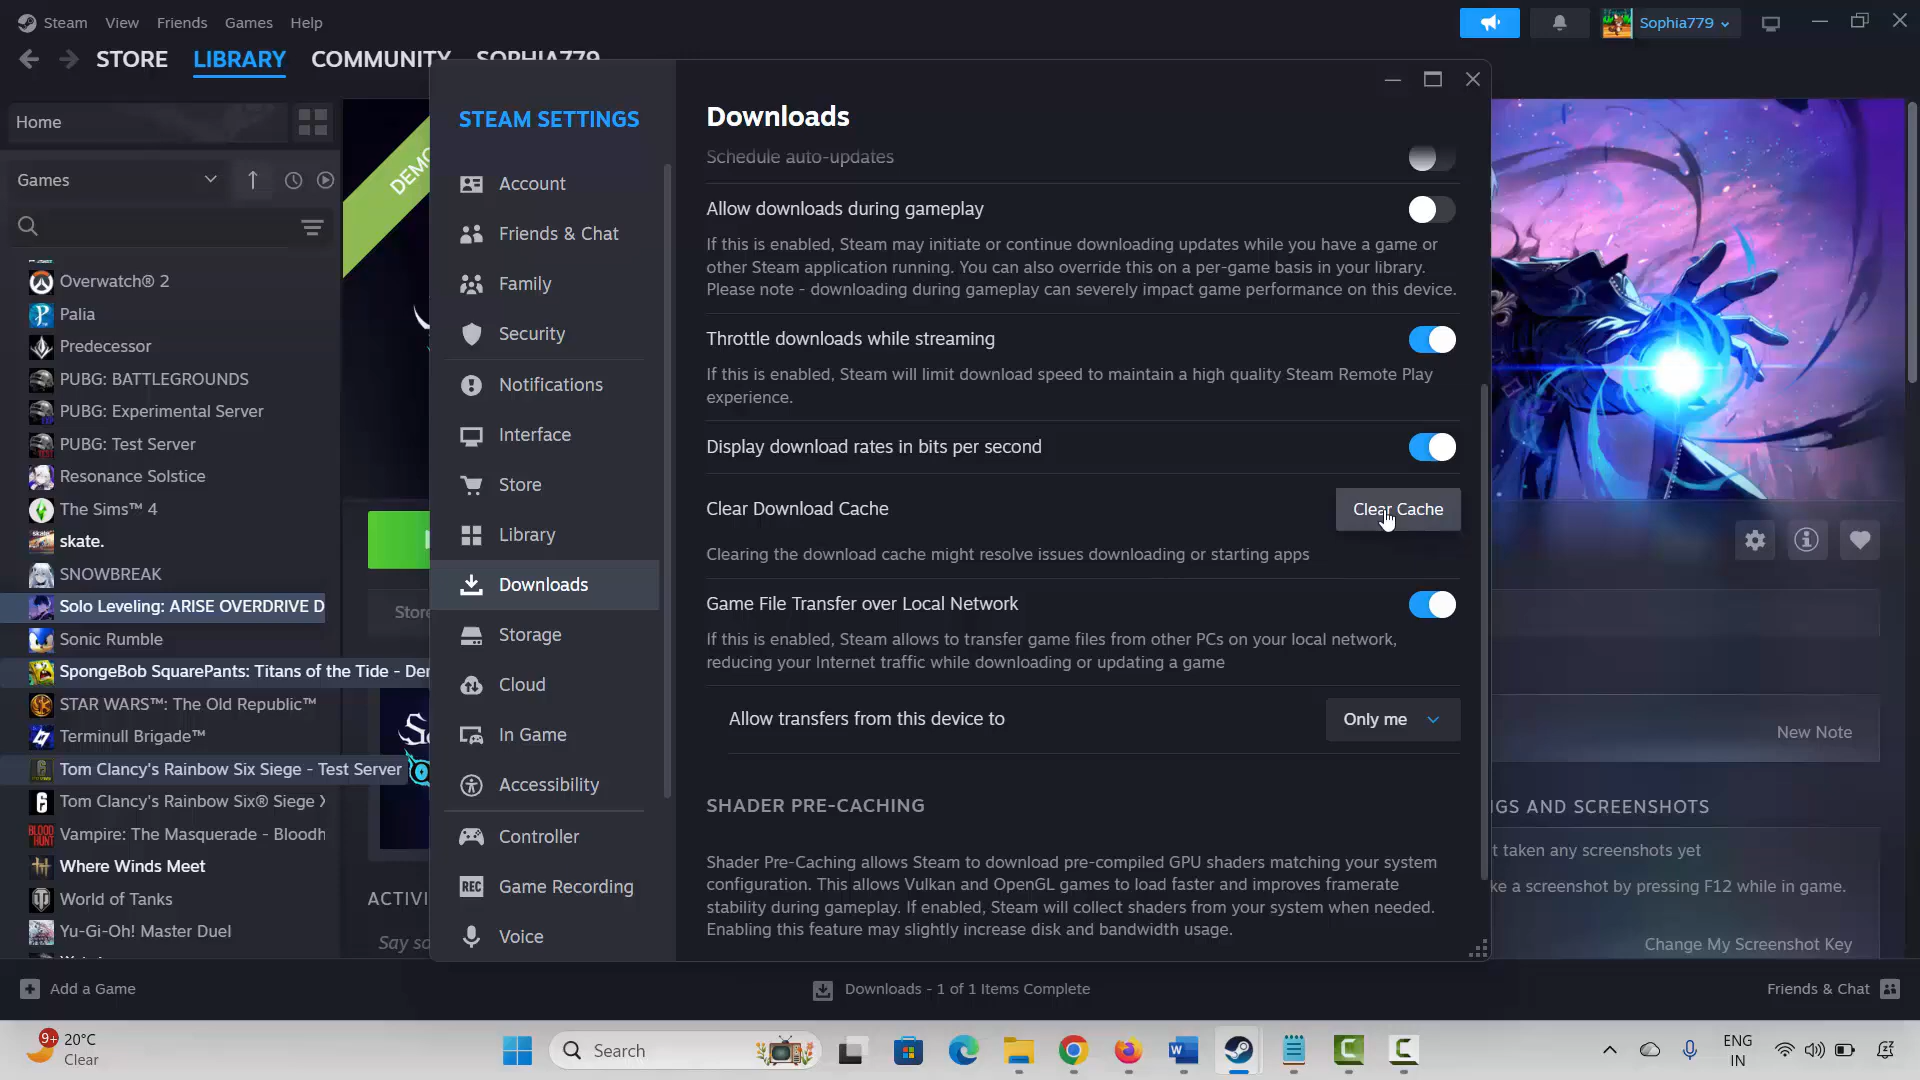 Steam View Friends Games Help
Sophia779
STORE LIBRARY COMMUNITY SOPHIA779
Home
Games
Overwatch® 2
Palia
Predecessor
PUBG: BATTLEGROUNDS
PUBG: Experimental Server
PUBG: Test Server
Resonance Solstice
The Sims™ 4
skate.
SNOWBREAK
Solo Leveling: ARISE OVERDRIVE D
Sonic Rumble
SpongeBob SquarePants: Titans of the Tide - Der
STAR WARS™: The Old Republic™
Terminull Brigade™
Tom Clancy's Rainbow Six Siege - Test Server
Tom Clancy's Rainbow Six® Siege X
Vampire: The Masquerade - Bloodh
Where Winds Meet
World of Tanks
Yu-Gi-Oh! Master Duel
Add a Game
DEMO
Store
ACTIVI
Say so
STEAM SETTINGS
Account
Friends & Chat
Family
Security
Notifications
Interface
Store
Library
Downloads
Storage
Cloud
In Game
Accessibility
Controller
REC Game Recording
Voice
Downloads
Schedule auto-updates
Allow downloads during gameplay
If this is enabled, Steam may initiate or continue downloading updates while you have a game or
other Steam application running. You can also override this on a per-game basis in your library.
Please note - downloading during gameplay can severely impact game performance on this device.
Throttle downloads while streaming
If this is enabled, Steam will limit download speed to maintain a high quality Steam Remote Play
experience.
Display download rates in bits per second
Clear Download Cache Clear Cache
Clearing the download cache might resolve issues downloading or starting apps
Game File Transfer over Local Network
If this is enabled, Steam allows to transfer game files from other PCs on your local network,
reducing your Internet traffic while downloading or updating a game
Allow transfers from this device to Only me
SHADER PRE-CACHING
Shader Pre-Caching allows Steam to download pre-compiled GPU shaders matching your system
configuration. This allows Vulkan and OpenGL games to load faster and improves framerate
stability during gameplay. If enabled, Steam will collect shaders from your system when needed.
Enabling this feature may slightly increase disk and bandwidth usage.
New Note
GS AND SCREENSHOTS
t taken any screenshots yet
ke a screenshot by pressing F12 while in game.
Change My Screenshot Key
Downloads - 1 of 1 Items Complete
Friends & Chat
9+ 20°C
Clear
Search
ENG
IN